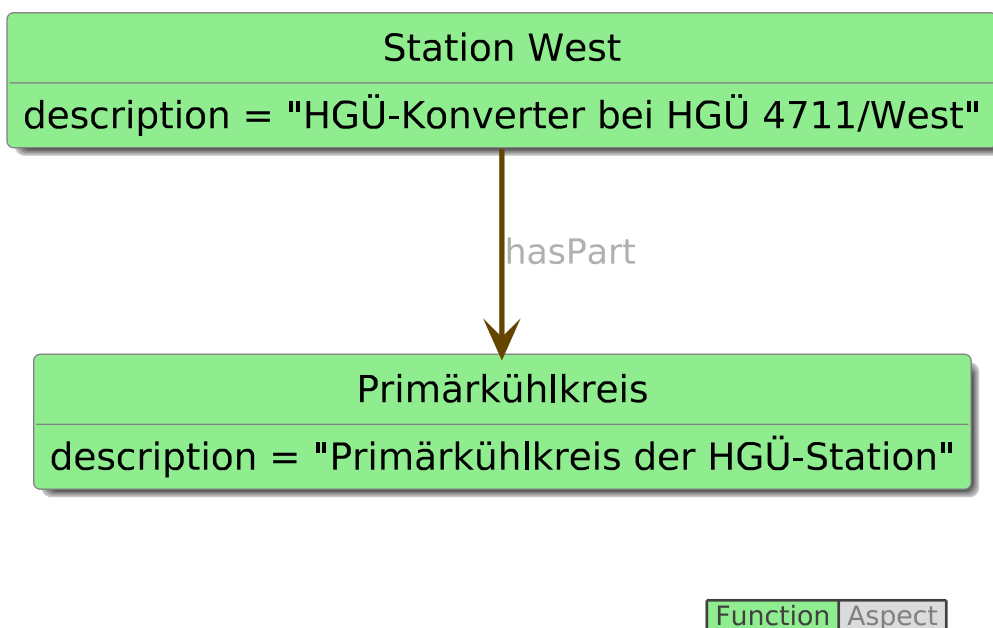 Station West
description = "HGÜ-Konverter bei HGÜ 4711/West"
hasPart
Primärkühlkreis
description = "Primärkühlkreis der HGÜ-Station"
Function Aspect